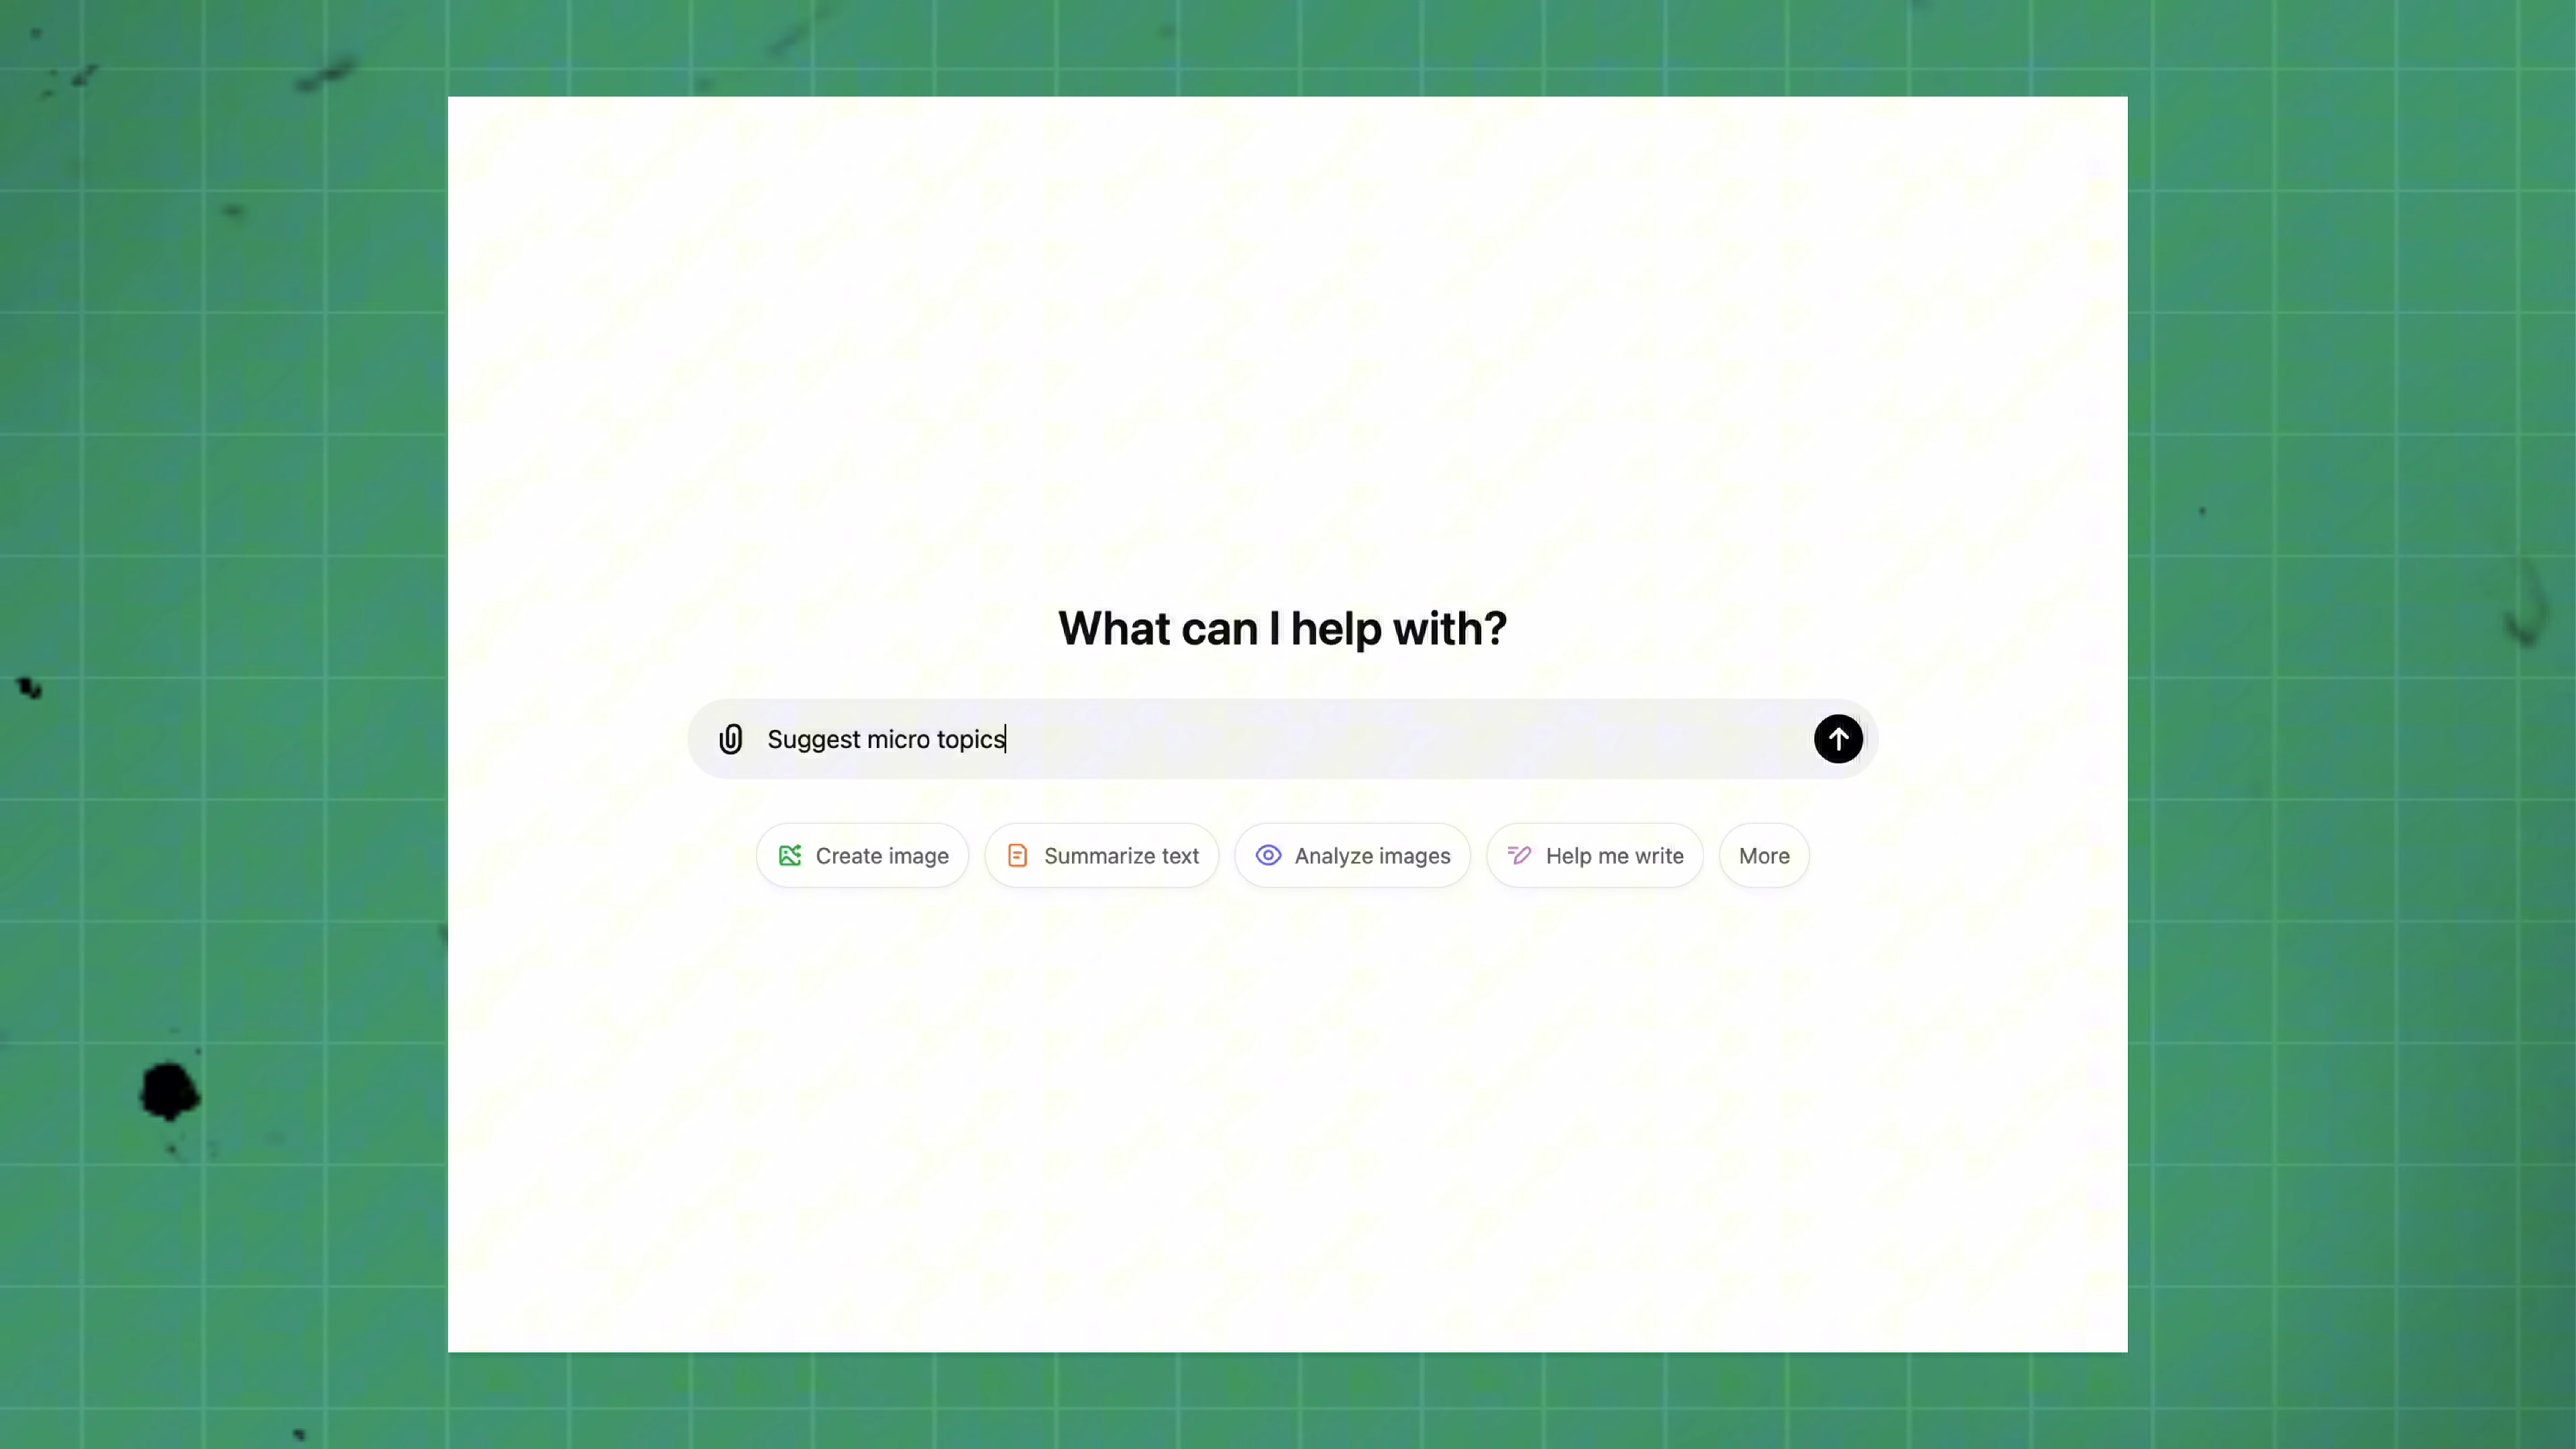 What can I help with?
Suggest micro topics
Create image
Summarize text
Analyze images
Help me write
More